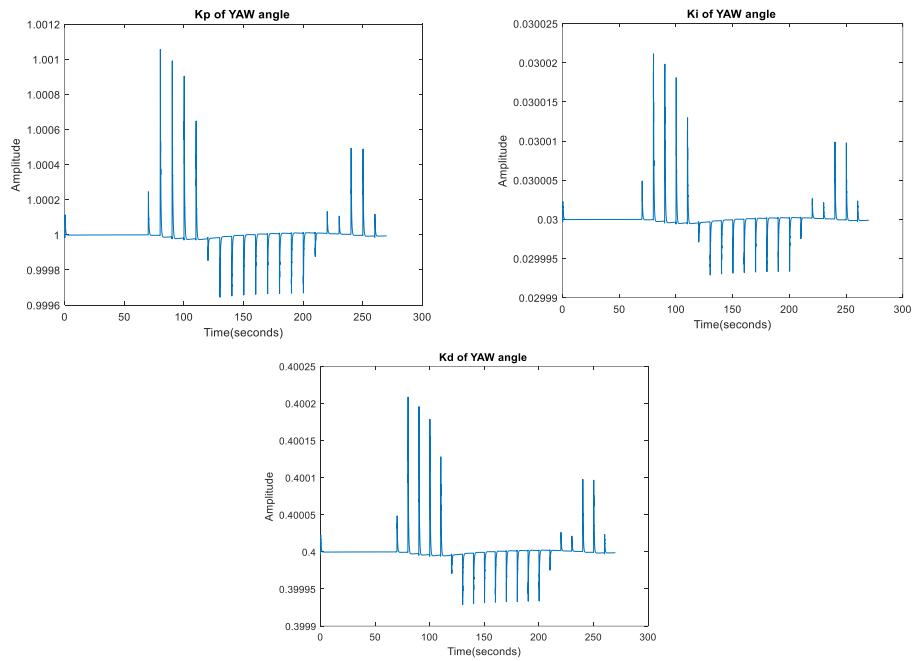 Kp of YAW angle
1.0012
1.001
1.0008
1.0006
1.0004
1.0002
1
0.9998
0.9996
Amplitude
0 50 100 150 200 250 300
Time(seconds)
Ki of YAW angle
0.030025
0.03002
0.030015
0.03001
0.030005
0.03
0.029995
0.02999
Amplitude
0 50 100 150 200 250 300
Time(seconds)
Kd of YAW angle
0.40025
0.4002
0.40015
0.4001
0.40005
0.4
0.39995
0.3999
Amplitude
0 50 100 150 200 250 300
Time(seconds)